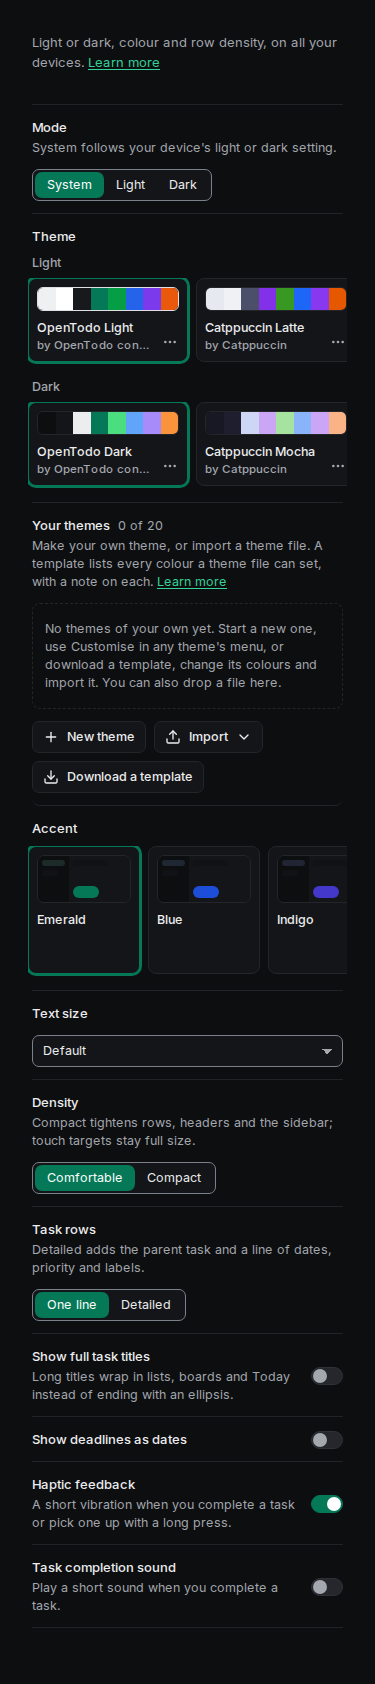 Light or dark, colour and row density, on all your
devices. Learn more
Mode
System follows your device's light or dark setting.
System Light Dark
Theme
Light
OpenTodo Light
by OpenTodo con...
Catppuccin Latte
by Catppuccin
Dark
OpenTodo Dark
by OpenTodo con...
Catppuccin Mocha
by Catppuccin
Your themes 0 of 20
Make your own theme, or import a theme file. A
template lists every colour a theme file can set,
with a note on each. Learn more
No themes of your own yet. Start a new one,
use Customise in any theme's menu, or
download a template, change its colours and
import it. You can also drop a file here.
New theme
Import
Download a template
Accent
Emerald
Blue
Indigo
Text size
Default
Density
Compact tightens rows, headers and the sidebar;
touch targets stay full size.
Comfortable Compact
Task rows
Detailed adds the parent task and a line of dates,
priority and labels.
One line Detailed
Show full task titles
Long titles wrap in lists, boards and Today
instead of ending with an ellipsis.
Show deadlines as dates
Haptic feedback
A short vibration when you complete a task
or pick one up with a long press.
Task completion sound
Play a short sound when you complete a
task.